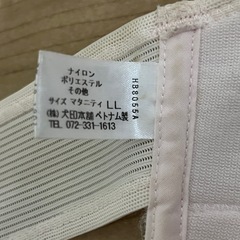 ナイロン
ポリエステル
その他
サイズ マタニティ LL
(株) 犬印本舗 ベトナム製
TEL 072-331-1613
HB8055A